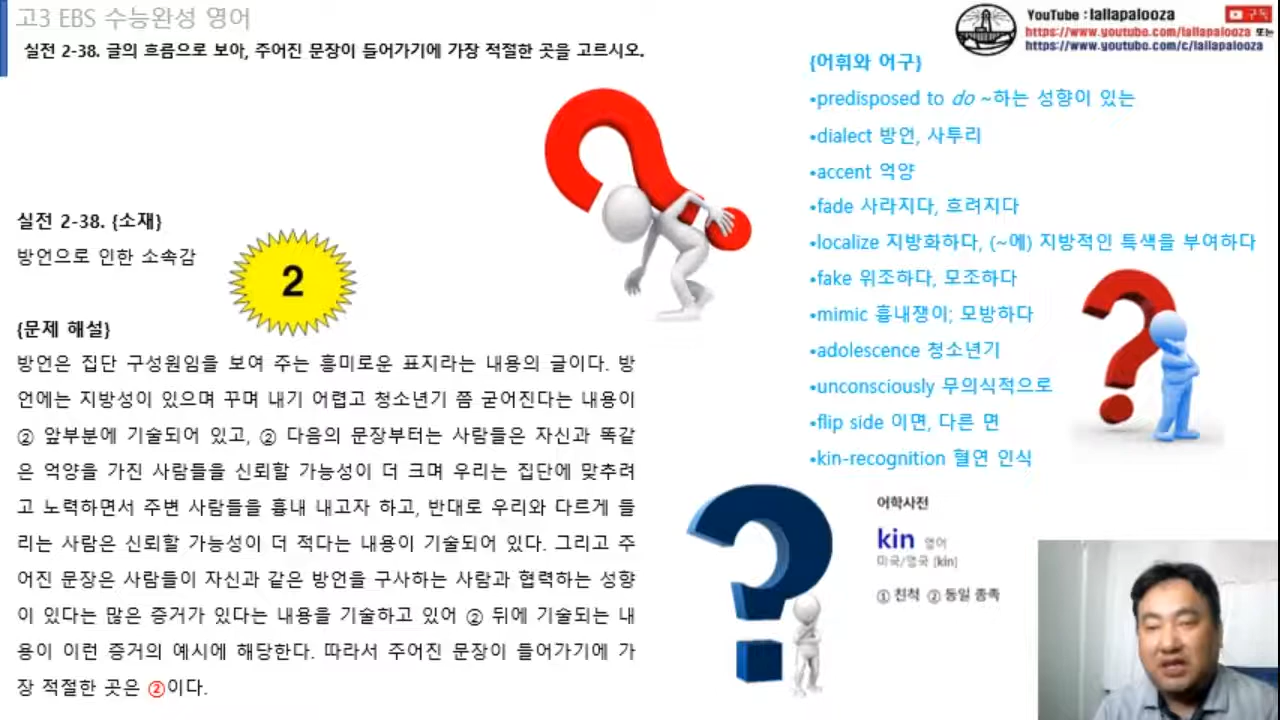 고3 EBS 수능완성 영어
실전 2-38. 글의 흐름으로 보아, 주어진 문장이 들어가기에 가장 적절한 곳을 고르시오.
YouTube : lallapalooza
구독
https://www.youtube.com/lallapalooza 또는
https://www.youtube.com/c/lallapalooza
실전 2-38. {소재}
방언으로 인한 소속감
2
{문제 해설}
방언은 집단 구성원임을 보여 주는 흥미로운 표지라는 내용의 글이다. 방
언에는 지방성이 있으며 꾸며 내기 어렵고 청소년기 쯤 굳어진다는 내용이
② 앞부분에 기술되어 있고, ② 다음의 문장부터는 사람들은 자신과 똑같
은 억양을 가진 사람들을 신뢰할 가능성이 더 크며 우리는 집단에 맞추려
고 노력하면서 주변 사람들을 흉내 내고자 하고, 반대로 우리와 다르게 들
리는 사람은 신뢰할 가능성이 더 적다는 내용이 기술되어 있다. 그리고 주
어진 문장은 사람들이 자신과 같은 방언을 구사하는 사람과 협력하는 성향
이 있다는 많은 증거가 있다는 내용을 기술하고 있어 ② 뒤에 기술되는 내
용이 이런 증거의 예시에 해당한다. 따라서 주어진 문장이 들어가기에 가
장 적절한 곳은 ②이다.
{어휘와 어구}
•predisposed to do ~하는 성향이 있는
•dialect 방언, 사투리
•accent 억양
•fade 사라지다, 흐려지다
•localize 지방화하다, (~에) 지방적인 특색을 부여하다
•fake 위조하다, 모조하다
•mimic 흉내쟁이; 모방하다
•adolescence 청소년기
•unconsciously 무의식적으로
•flip side 이면, 다른 면
•kin-recognition 혈연 인식
어학사전
kin 영어
미국/영국 [kin]
① 친척 ② 동일 종족